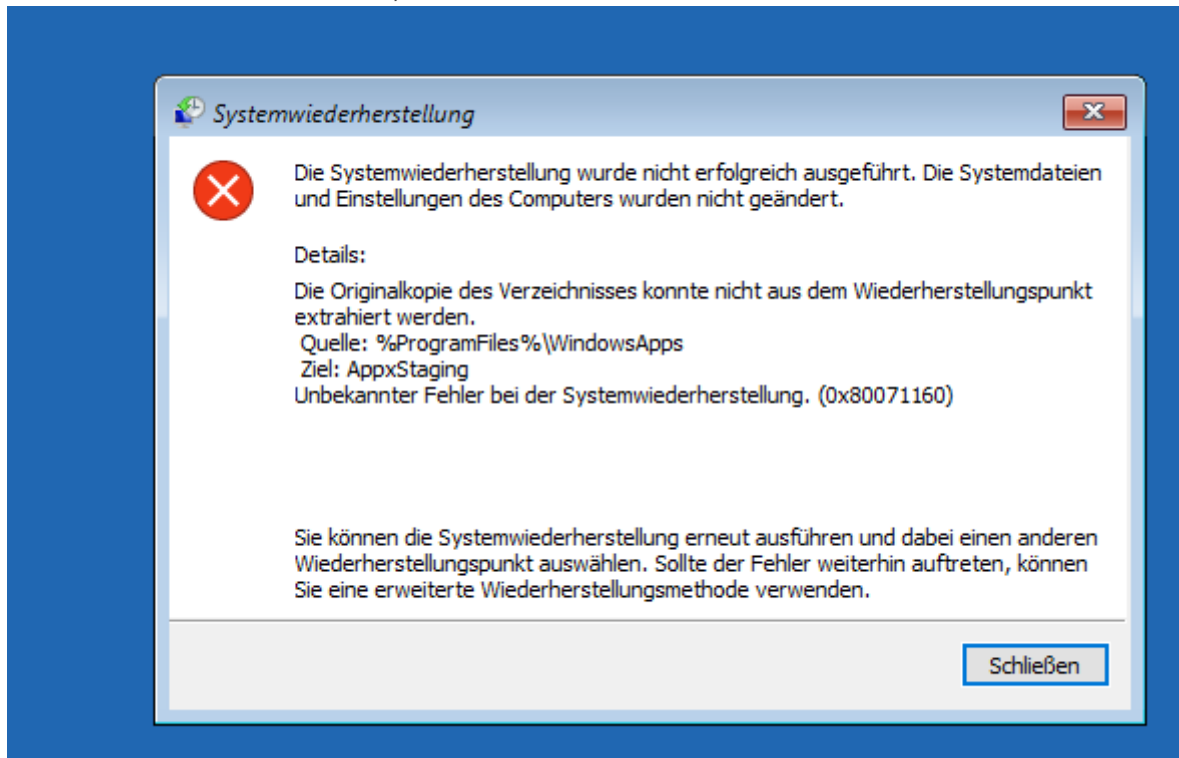 Systemwiederherstellung
Die Systemwiederherstellung wurde nicht erfolgreich ausgeführt. Die Systemdateien
und Einstellungen des Computers wurden nicht geändert.
Details:
Die Originalkopie des Verzeichnisses konnte nicht aus dem Wiederherstellungspunkt
extrahiert werden.
Quelle: %ProgramFiles%\WindowsApps
Ziel: AppxStaging
Unbekannter Fehler bei der Systemwiederherstellung. (0x80071160)
Sie können die Systemwiederherstellung erneut ausführen und dabei einen anderen
Wiederherstellungspunkt auswählen. Sollte der Fehler weiterhin auftreten, können
Sie eine erweiterte Wiederherstellungsmethode verwenden.
Schließen